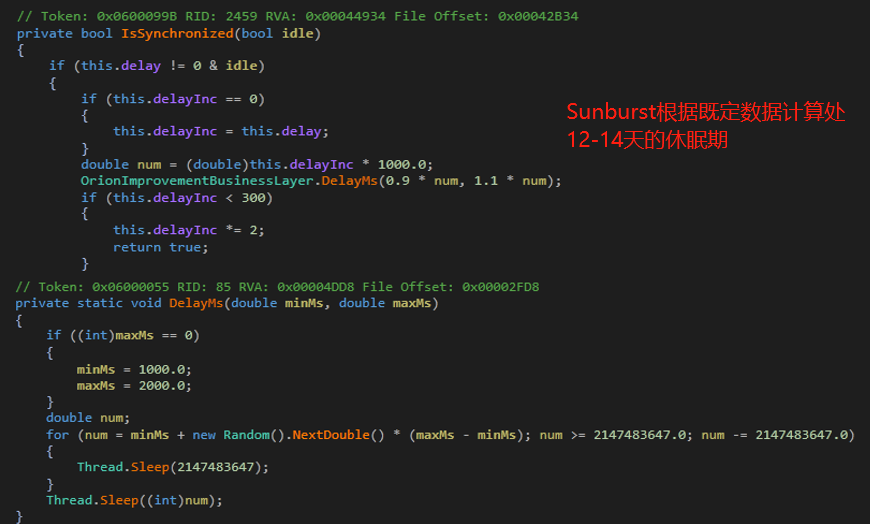 // Token: 0x0600099B RID: 2459 RVA: 0x00044934 File Offset: 0x00042B34
private bool IsSynchronized(bool idle)
{
if (this.delay != 0 & idle)
{
if (this.delayInc == 0)
{
this.delayInc = this.delay;
}
double num = (double)this.delayInc * 1000.0;
OrionImprovementBusinessLayer.DelayMs(0.9 * num, 1.1 * num);
if (this.delayInc < 300)
{
this.delayInc *= 2;
return true;
}
Sunburst根据既定数据计算处
12-14天的休眠期
// Token: 0x06000055 RID: 85 RVA: 0x00004DD8 File Offset: 0x00002FD8
private static void DelayMs(double minMs, double maxMs)
{
if ((int)maxMs == 0)
{
minMs = 1000.0;
maxMs = 2000.0;
}
double num;
for (num = minMs + new Random().NextDouble() * (maxMs - minMs); num >= 2147483647.0; num -= 2147483647.0)
{
Thread.Sleep(2147483647);
}
Thread.Sleep((int)num);
}